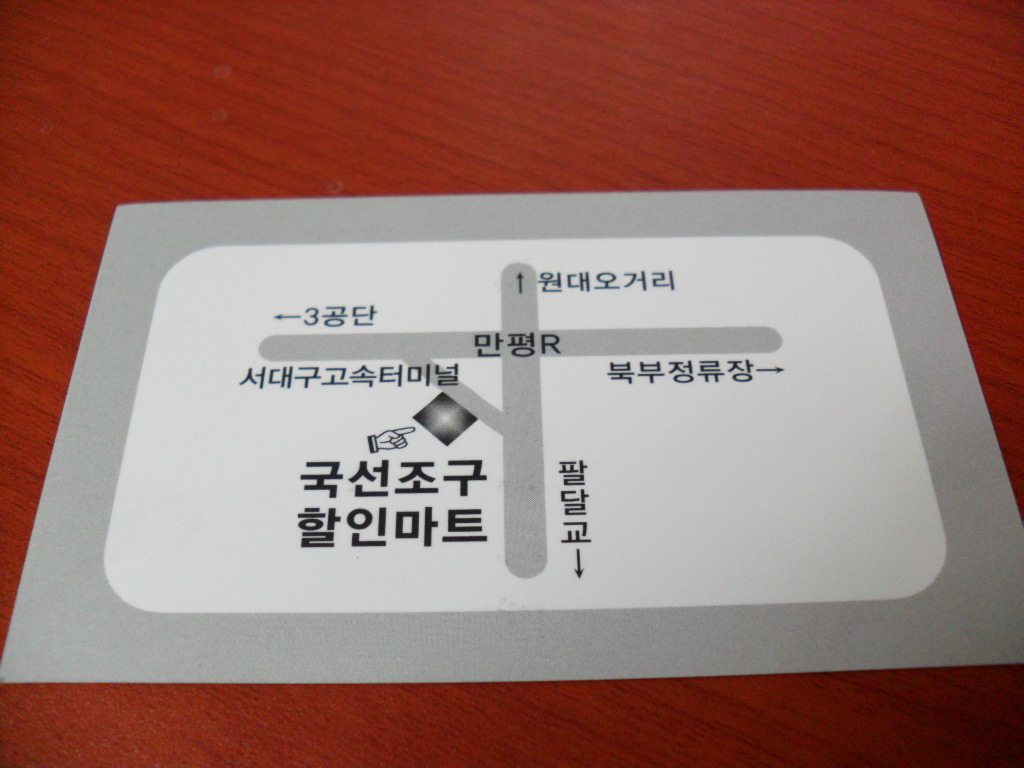 ↑ 원대오거리
←3공단
만평R
서대구고속터미널
북부정류장→
국선조구
할인마트
팔달교↓